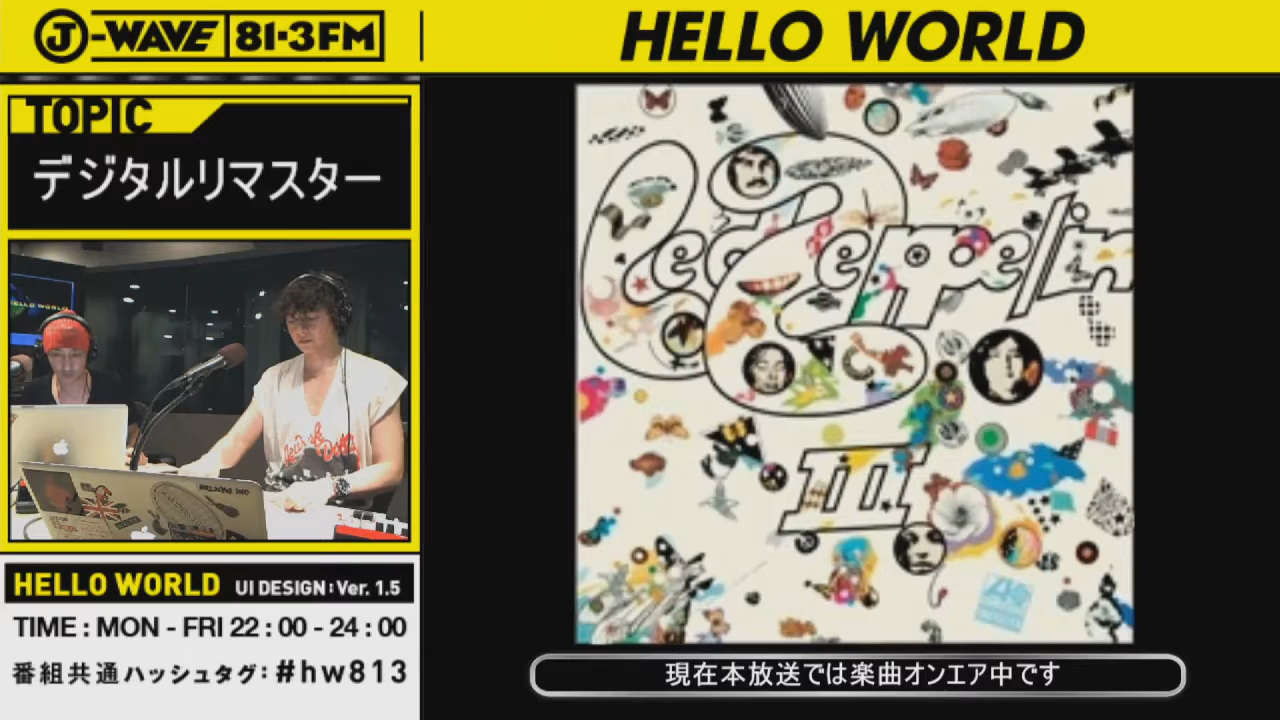 J-WAVE 81.3 FM
HELLO WORLD
TOPIC
デジタルリマスター
HELLO WORLD
Led Zeppelin
III
HELLO WORLD UI DESIGN : Ver. 1.5
TIME : MON - FRI 22 : 00 - 24 : 00
番組共通ハッシュタグ : #hw813
現在本放送では楽曲オンエア中です